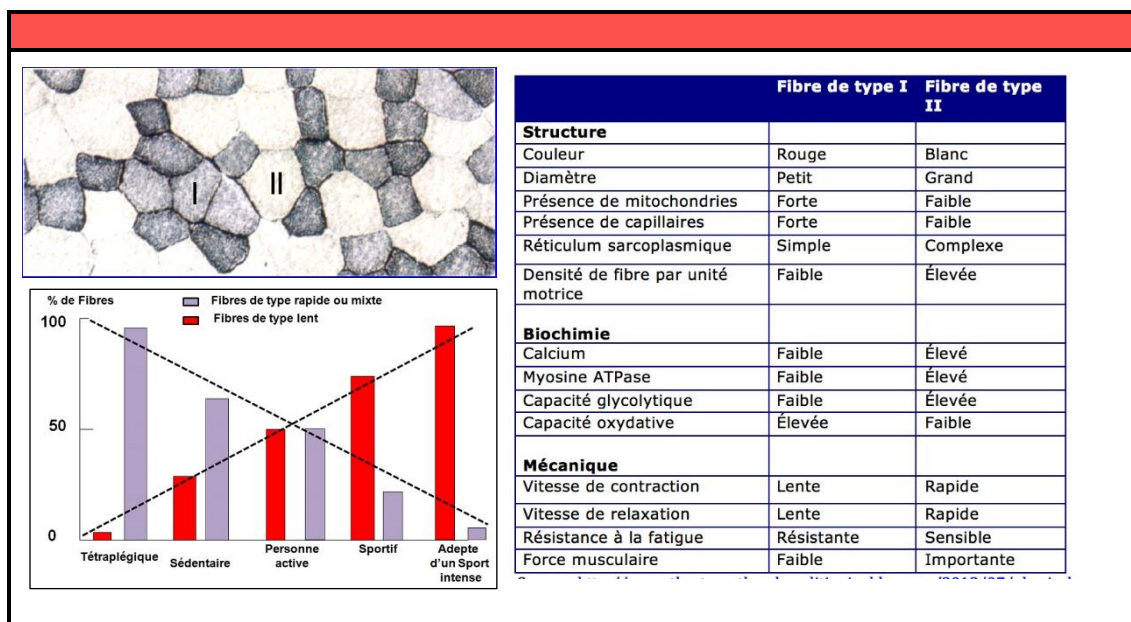 I
II
% de Fibres
Fibres de type rapide ou mixte
Fibres de type lent
100
50
0
Tétraplégique
Sédentaire
Personne
active
Sportif
Adepte
d'un Sport
intense
Fibre de type I Fibre de type
II
Structure
Couleur Rouge Blanc
Diamètre Petit Grand
Présence de mitochondries Forte Faible
Présence de capillaires Forte Faible
Réticulum sarcoplasmique Simple Complexe
Densité de fibre par unité Faible Élevée
motrice
Biochimie
Calcium Faible Élevé
Myosine ATPase Faible Élevé
Capacité glycolytique Faible Élevée
Capacité oxydative Élevée Faible
Mécanique
Vitesse de contraction Lente Rapide
Vitesse de relaxation Lente Rapide
Résistance à la fatigue Résistante Sensible
Force musculaire Faible Importante